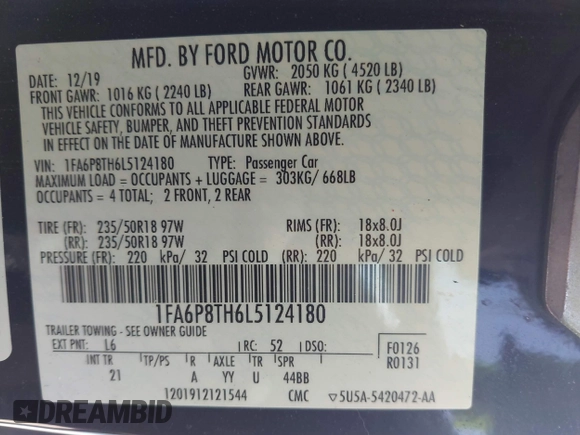 MFD. BY FORD MOTOR CO.
DATE: 12/19 GVWR: 2050 KG ( 4520 LB)
FRONT GAWR: 1016 KG ( 2240 LB) REAR GAWR: 1061 KG ( 2340 LB)
THIS VEHICLE CONFORMS TO ALL APPLICABLE FEDERAL MOTOR
VEHICLE SAFETY, BUMPER, AND THEFT PREVENTION STANDARDS
IN EFFECT ON THE DATE OF MANUFACTURE SHOWN ABOVE.
VIN: 1FA6P8TH6L5124180 TYPE: Passenger Car
MAXIMUM LOAD = OCCUPANTS + LUGGAGE = 303KG/ 668LB
OCCUPANTS = 4 TOTAL; 2 FRONT, 2 REAR
TIRE (FR): 235/50R18 97W RIMS (FR): 18x8.0J
(RR): 235/50R18 97W (RR): 18x8.0J
PRESSURE (FR): 220 kPa/ 32 PSI COLD (RR): 220 kPa/ 32 PSI COLD
1FA6P8TH6L5124180
TRAILER TOWING - SEE OWNER GUIDE
EXT PNT: L6 RC: 52 DSO: F0126
INT TR TP/PS R AXLE TR SPR R0131
21 A YY U 44BB
1201912121544 CMC 5U5A-5420472-AA
DREAMBID